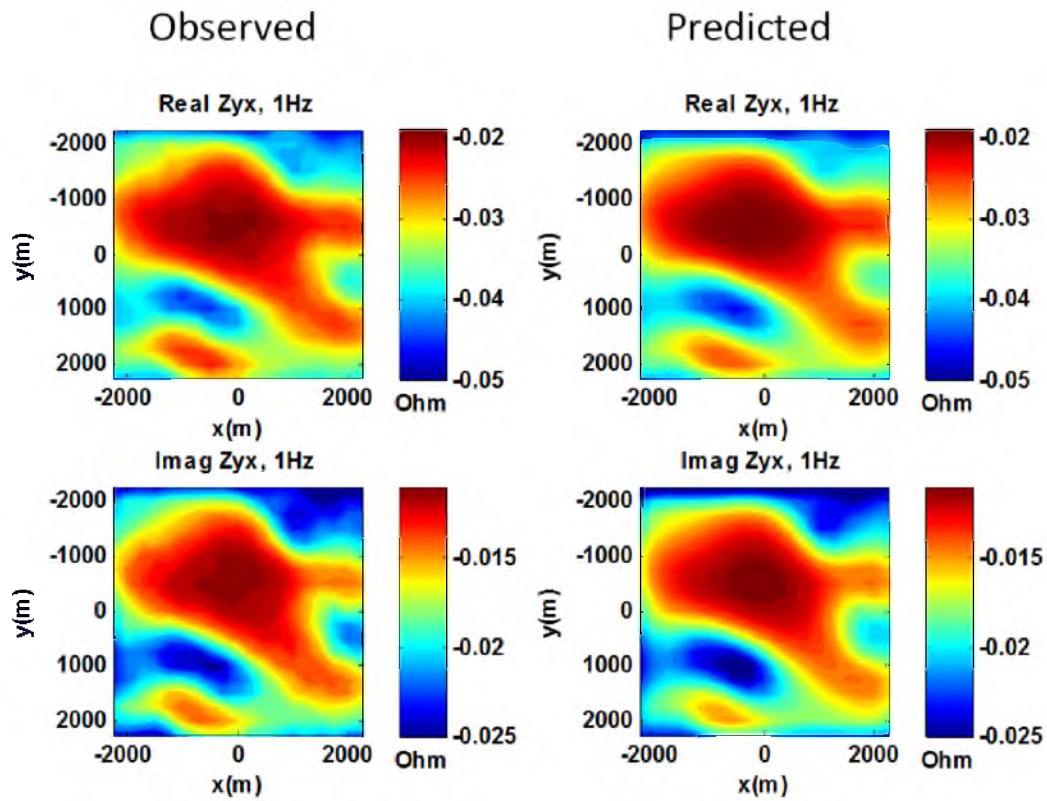 Observed Predicted
Real Zyx, 1Hz Real Zyx, 1Hz
-2000 -0.02 -2000 -0.02
-1000 -1000
-0.03 -0.03
y(m) 0 y(m) 0
-0.04 -0.04
1000 1000
2000 2000
-0.05 -0.05
-2000 0 2000 Ohm -2000 0 2000 Ohm
x(m) x(m)
Imag Zyx, 1Hz Imag Zyx, 1Hz
-2000 -2000
-1000 -0.015 -1000 -0.015
y(m) 0 y(m) 0
-0.02 -0.02
1000 1000
2000 2000
-0.025 -0.025
-2000 0 2000 Ohm -2000 0 2000 Ohm
x(m) x(m)